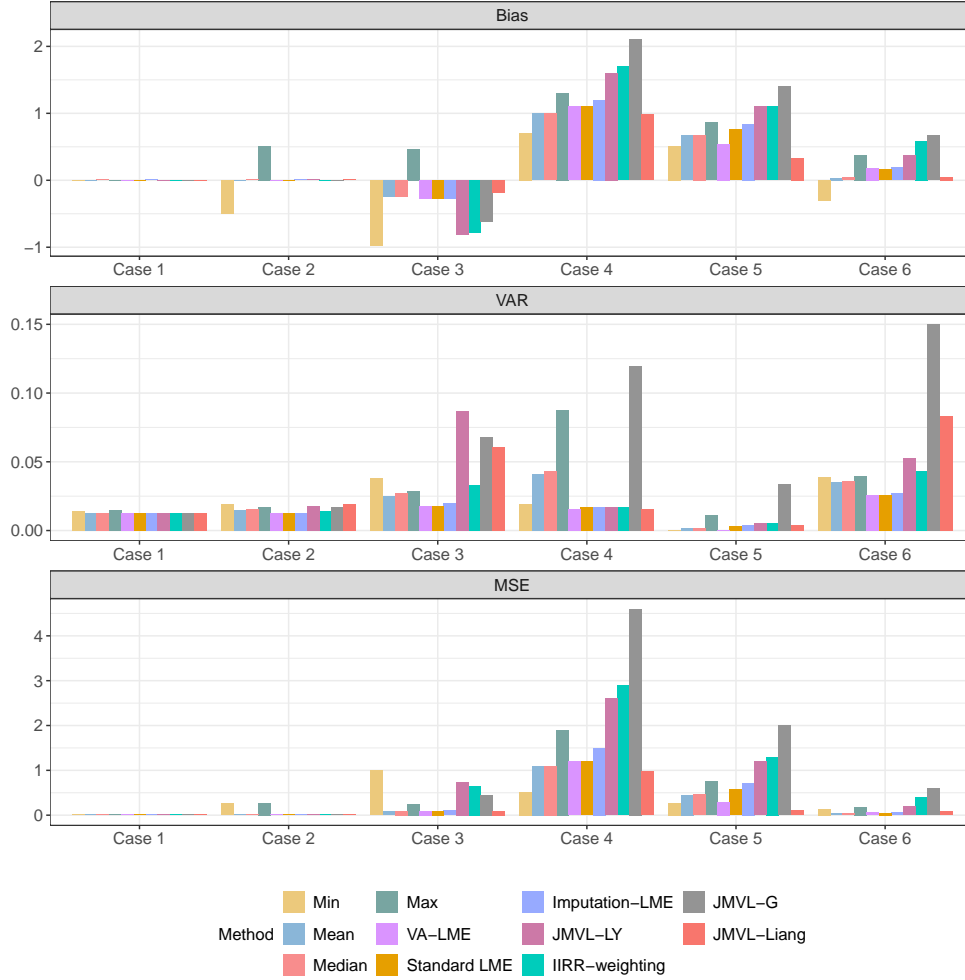 Bias
2
1
0
−1
Case 1 Case 2 Case 3 Case 4 Case 5 Case 6
VAR
0.15
0.10
0.05
0.00
Case 1 Case 2 Case 3 Case 4 Case 5 Case 6
MSE
4
3
2
1
0
Case 1 Case 2 Case 3 Case 4 Case 5 Case 6
Method
Min Max Imputation−LME JMVL−G
Mean VA−LME JMVL−LY JMVL−Liang
Median Standard LME IIRR−weighting